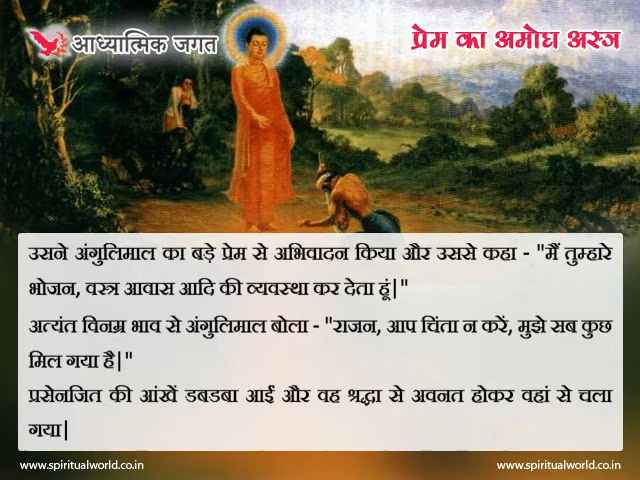 आध्यात्मिक जगत
प्रेम का अमोघ अस्त्र
उसने अंगुलिमाल का बड़े प्रेम से अभिवादन किया और उससे कहा - "मैं तुम्हारे
भोजन, वस्त्र आवास आदि की व्यवस्था कर देता हूं|"
अत्यंत विनम्र भाव से अंगुलिमाल बोला - "राजन, आप चिंता न करें, मुझे सब कुछ
मिल गया है|"
प्रसेनजित की आंखें डबडबा आईं और वह श्रद्धा से अवनत होकर वहां से चला
गया|
www.spiritualworld.co.in
www.spiritualworld.co.in